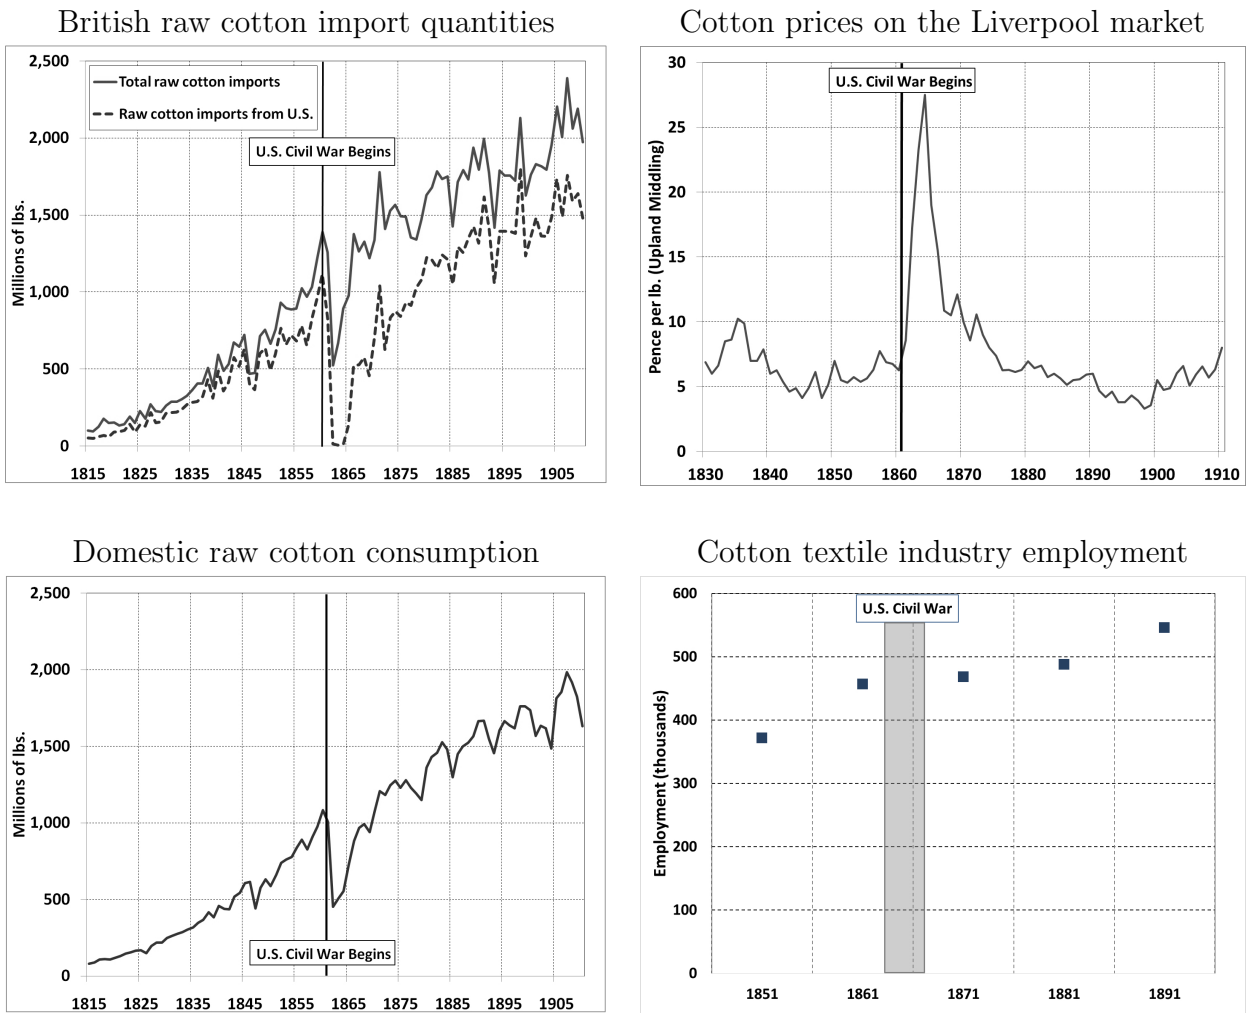 British raw cotton import quantities
2,500
2,000
1,500
1,000
500
0
Millions of lbs.
Total raw cotton imports
Raw cotton imports from U.S.
U.S. Civil War Begins
1815 1825 1835 1845 1855 1865 1875 1885 1895 1905
Cotton prices on the Liverpool market
30
25
20
15
10
5
0
Pence per lb. (Upland Middling)
U.S. Civil War Begins
1830 1840 1850 1860 1870 1880 1890 1900 1910
Domestic raw cotton consumption
2,500
2,000
1,500
1,000
500
0
Millions of lbs.
U.S. Civil War Begins
1815 1825 1835 1845 1855 1865 1875 1885 1895 1905
Cotton textile industry employment
600
500
400
300
200
100
0
Employment (thousands)
U.S. Civil War
1851 1861 1871 1881 1891